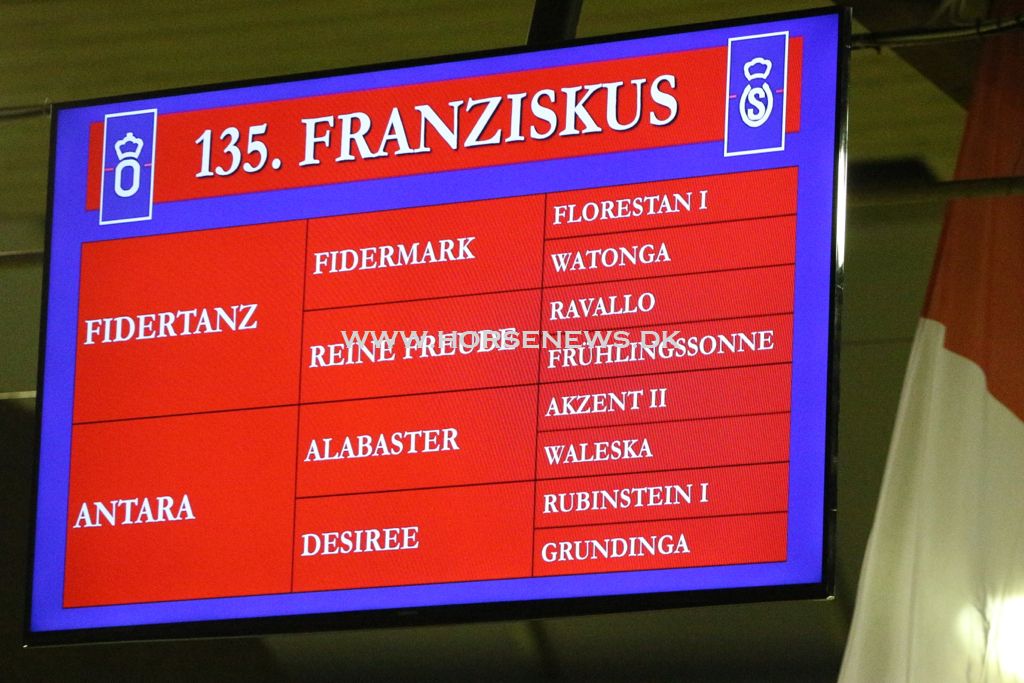 135. FRANZISKUS
O
OS
FIDERTANZ
FIDERMARK
FLORESTAN I
WATONGA
REINE FREUDE
RAVALLO
FRÜHLINGSSONNE
ANTARA
ALABASTER
AKZENT II
WALESKA
DESIREE
RUBINSTEIN I
GRUNDINGA
WWW.HORSENEWS.DK